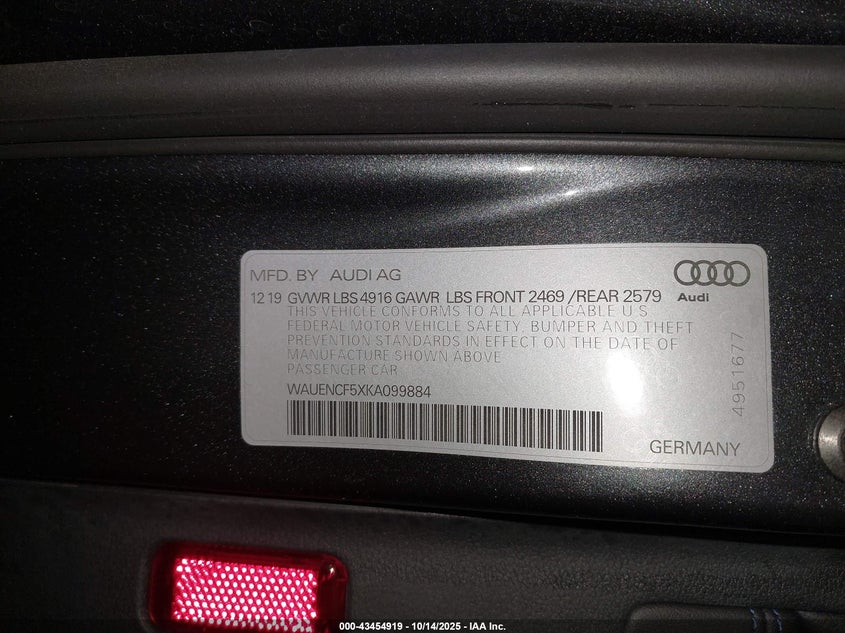 MFD. BY AUDI AG
12 19 GVWR LBS 4916 GAWR LBS FRONT 2469 /REAR 2579
Audi
THIS VEHICLE CONFORMS TO ALL APPLICABLE U S
FEDERAL MOTOR VEHICLE SAFETY, BUMPER AND THEFT
PREVENTION STANDARDS IN EFFECT ON THE DATE OF
MANUFACTURE SHOWN ABOVE
PASSENGER CAR
WAUENCF5XKA099884
4951677
GERMANY
000-43454919 - 10/14/2025 - IAA Inc.